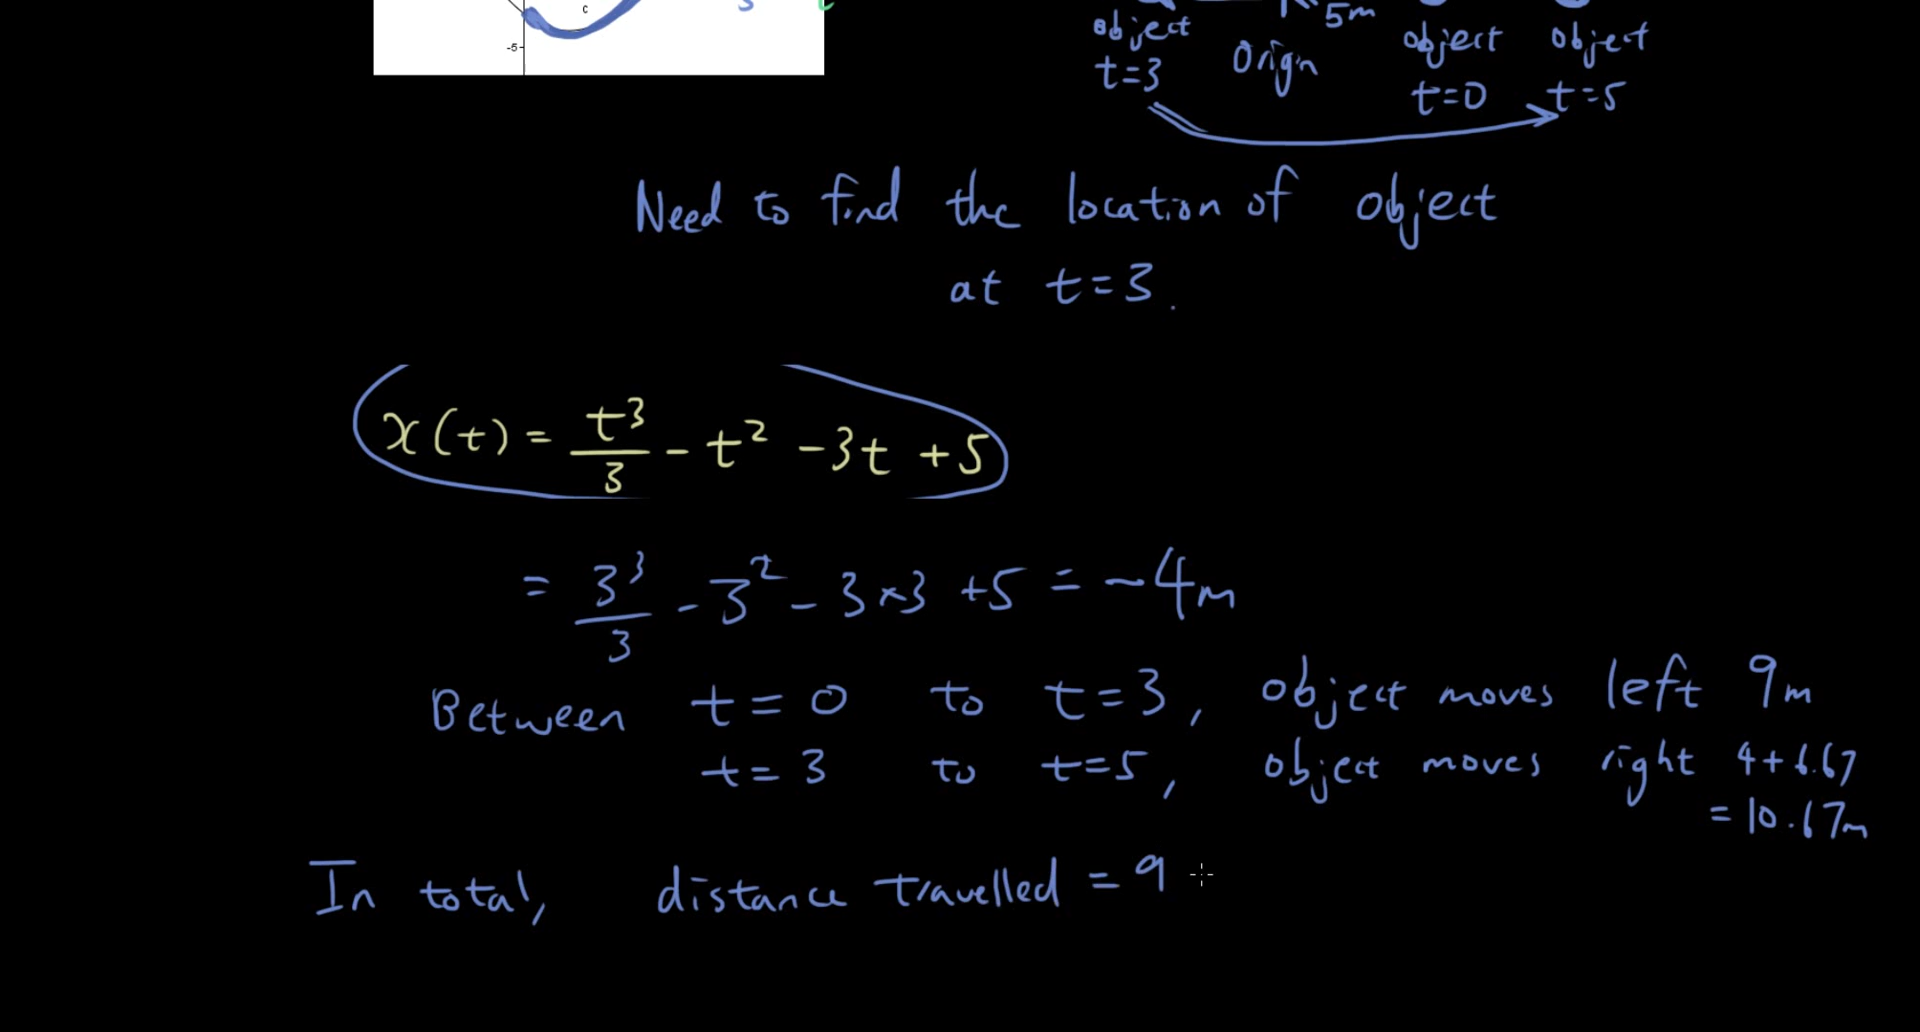 c
-5
5m
object object object
t=3 Origin t=0 t=5
Need to find the location of object
at t=3.
x(t) = t³/3 - t² - 3t + 5
= 3³/3 - 3² - 3×3 + 5 = -4m
Between t=0 to t=3, object moves left 9m
t=3 to t=5, object moves right 4+6.67
= 10.67m
In total, distance travelled = 9